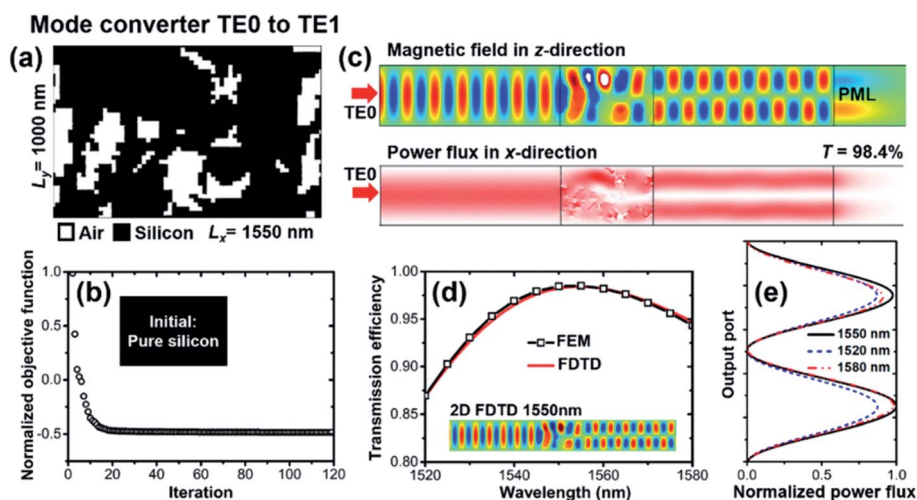 Mode converter TE0 to TE1
(a)
Ly= 1000 nm
Air Silicon Lx= 1550 nm
(c)
Magnetic field in z-direction
TE0
PML
Power flux in x-direction T = 98.4%
TE0
(b)
Normalized objective function
1.0
0.5
0.0
-0.5
Initial:
Pure silicon
0 20 40 60 80 100 120
Iteration
(d)
Transmission efficiency
1.00
0.95
0.90
0.85
0.80
FEM
FDTD
2D FDTD 1550nm
1520 1540 1560 1580
Wavelength (nm)
(e)
Output port
1550 nm
1520 nm
1580 nm
0.0 0.5 1.0
Normalized power flux